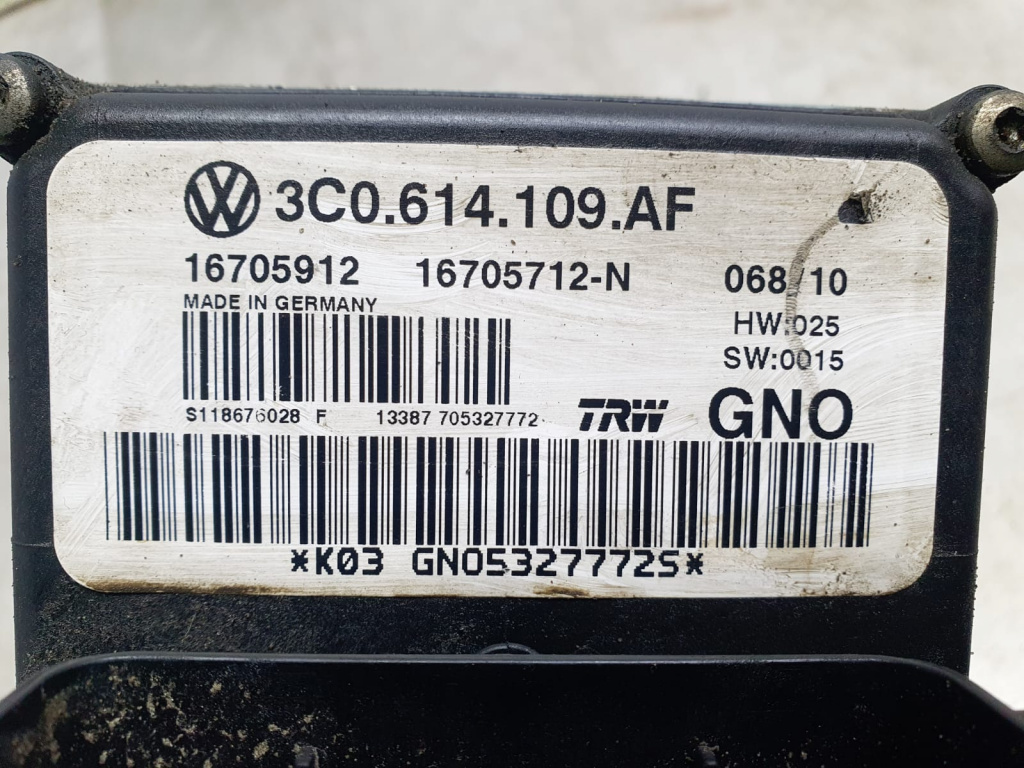 3C0.614.109.AF
16705912 16705712-N 068/10
MADE IN GERMANY
HW:025
SW:0015
S118676028 F 13387 705327772
TRW GNO
*K03 GNO5327772S*